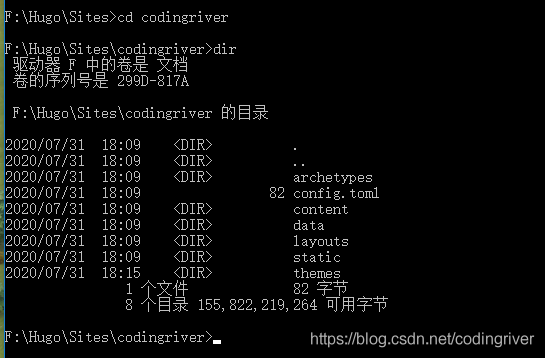 F:\Hugo\Sites>cd codingriver
F:\Hugo\Sites\codingriver>dir
驱动器 F 中的卷是 文档
卷的序列号是 299D-817A
F:\Hugo\Sites\codingriver 的目录
2020/07/31  18:09    <DIR>          .
2020/07/31  18:09    <DIR>          ..
2020/07/31  18:09    <DIR>          archetypes
2020/07/31  18:09                82 config.toml
2020/07/31  18:09    <DIR>          content
2020/07/31  18:09    <DIR>          data
2020/07/31  18:09    <DIR>          layouts
2020/07/31  18:09    <DIR>          static
2020/07/31  18:15    <DIR>          themes
1 个文件             82 字节
8 个目录 155,822,219,264 可用字节
F:\Hugo\Sites\codingriver>
https://blog.csdn.net/codingriver